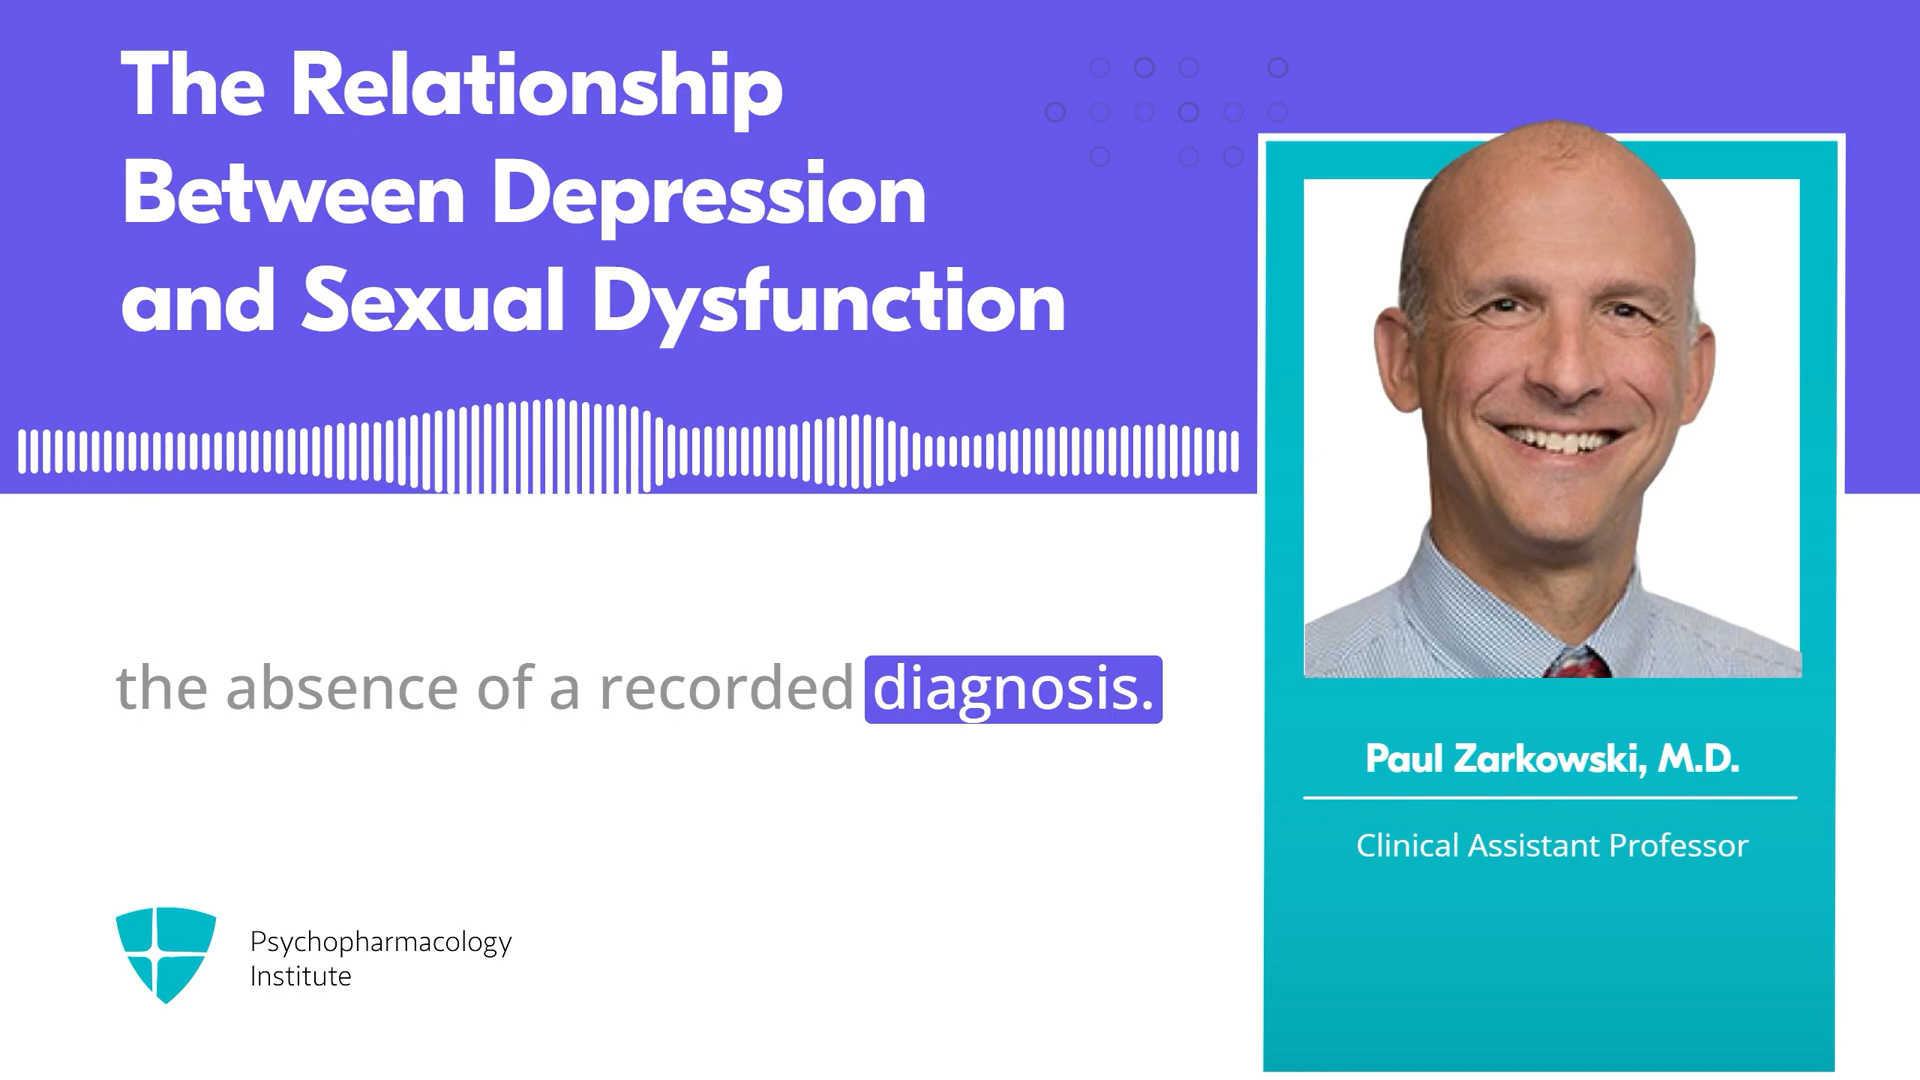 The Relationship
Between Depression
and Sexual Dysfunction
the absence of a recorded diagnosis.
Paul Zarkowski, M.D.
Clinical Assistant Professor
Psychopharmacology
Institute